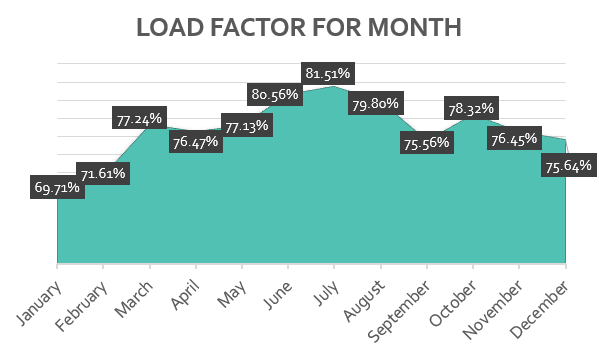 LOAD FACTOR FOR MONTH
69.71%
71.61%
77.24%
76.47%
77.13%
80.56%
81.51%
79.80%
75.56%
78.32%
76.45%
75.64%
January
February
March
April
May
June
July
August
September
October
November
December